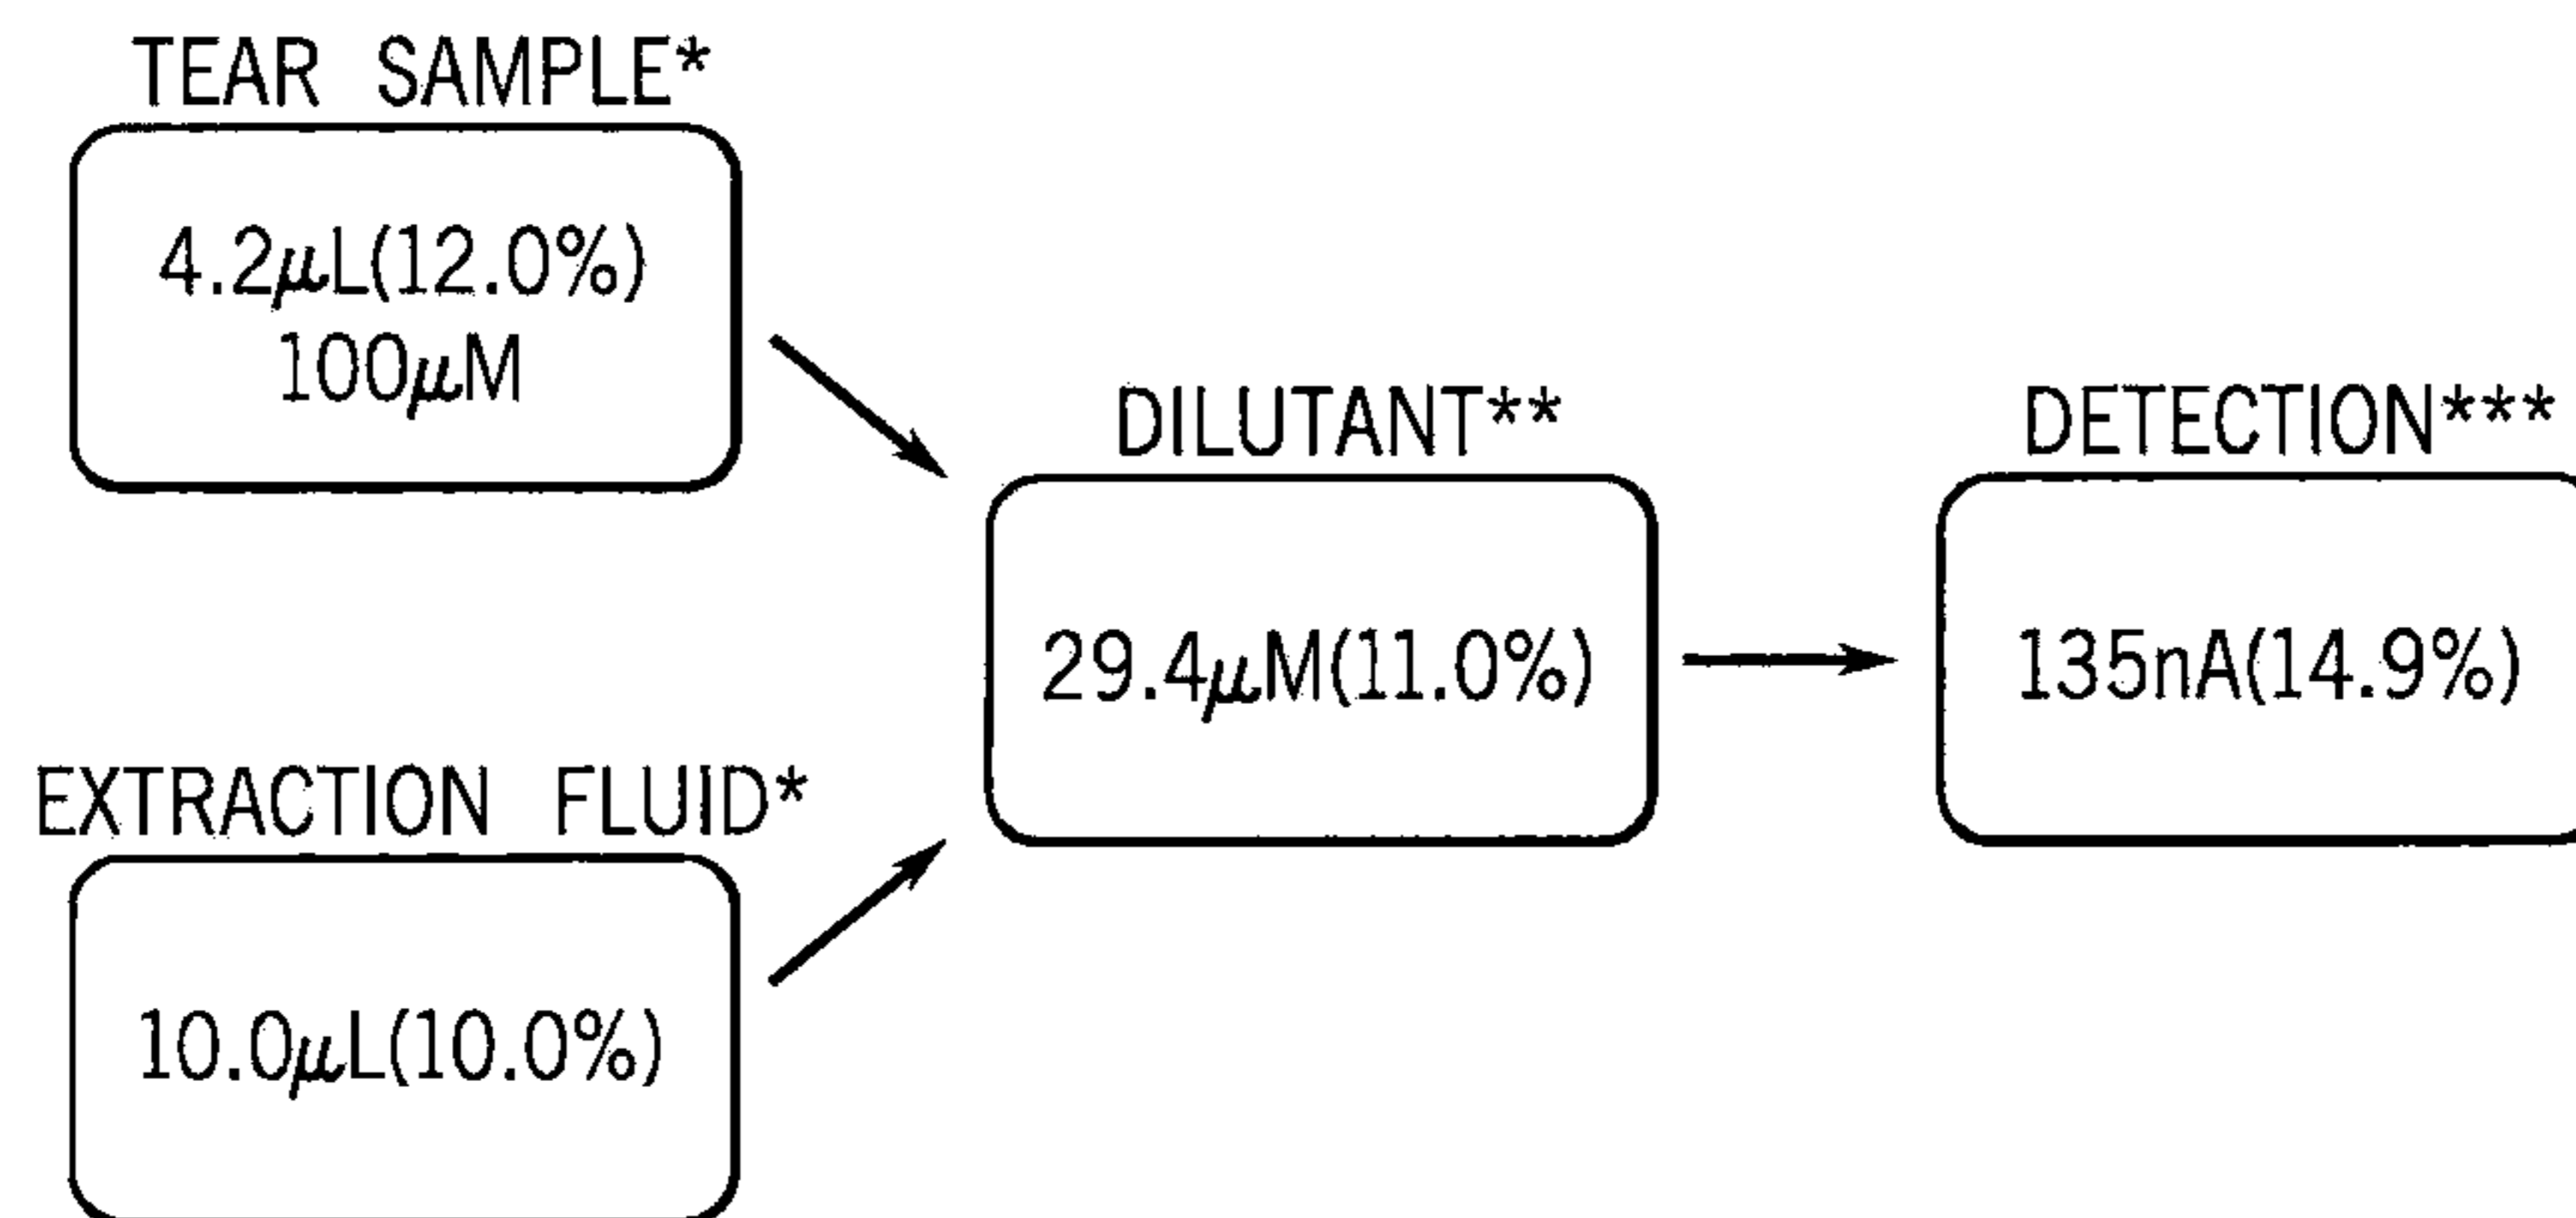 TEAR SAMPLE*
4.2μL(12.0%)
100μM
EXTRACTION FLUID*
10.0μL(10.0%)
DILUTANT**
29.4μM(11.0%)
DETECTION***
135nA(14.9%)